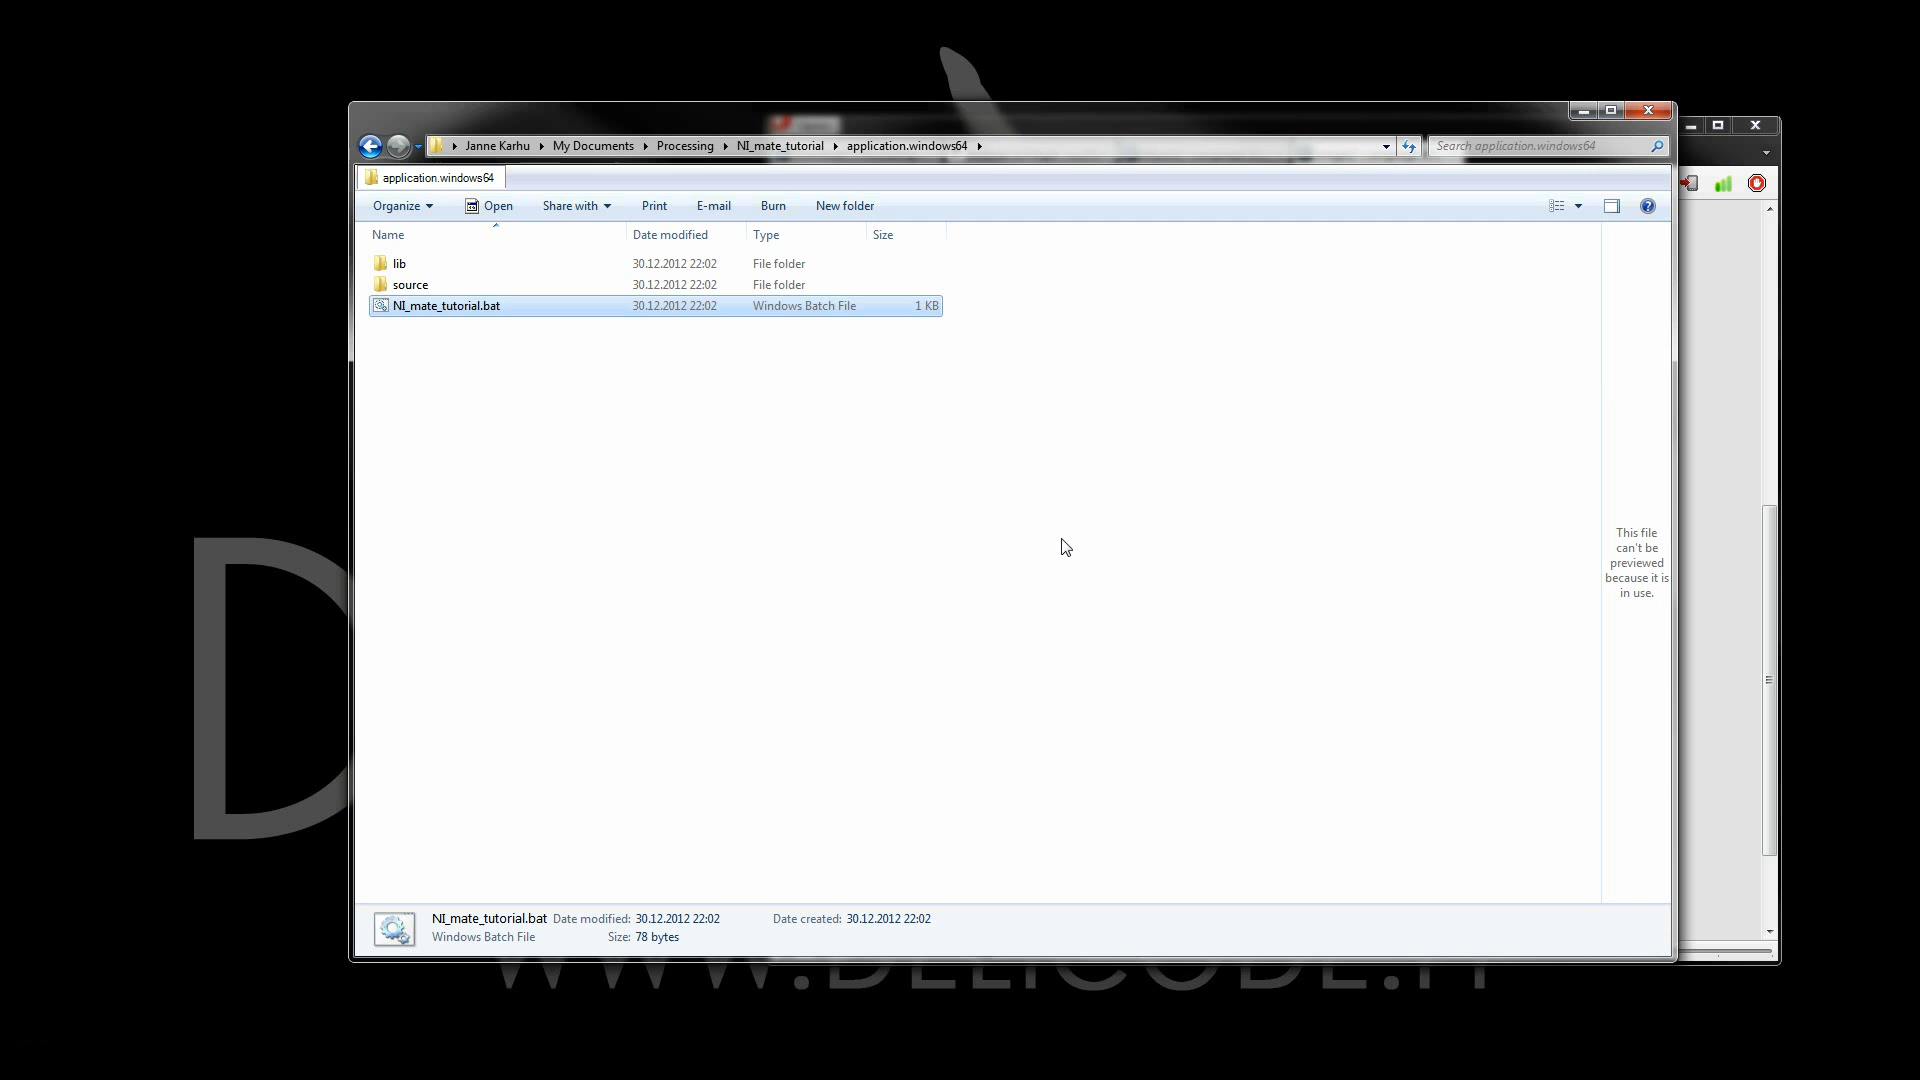 Janne Karhu My Documents Processing NI_mate_tutorial application.windows64
Search application.windows64
application.windows64
Organize Open Share with Print E-mail Burn New folder
Name Date modified Type Size
lib 30.12.2012 22:02 File folder
source 30.12.2012 22:02 File folder
NI_mate_tutorial.bat 30.12.2012 22:02 Windows Batch File 1 KB
This file
can't be
previewed
because it is
in use.
NI_mate_tutorial.bat Date modified: 30.12.2012 22:02 Date created: 30.12.2012 22:02
Windows Batch File Size: 78 bytes
D
WWW.DELICODE.IT